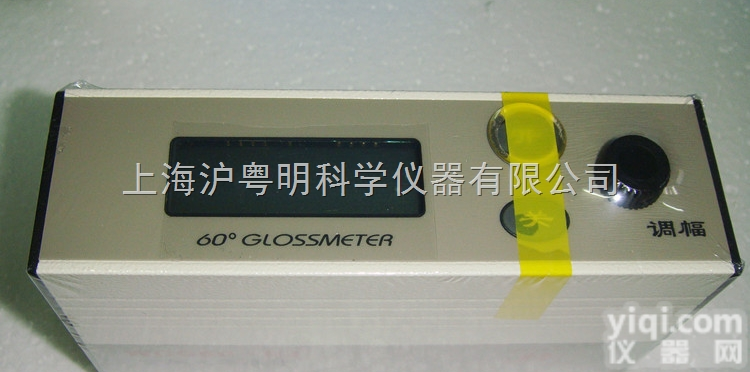 上海沪粤明科学仪器有限公司
60° GLOSSMETER
关
调幅
yiqi.com
仪器网